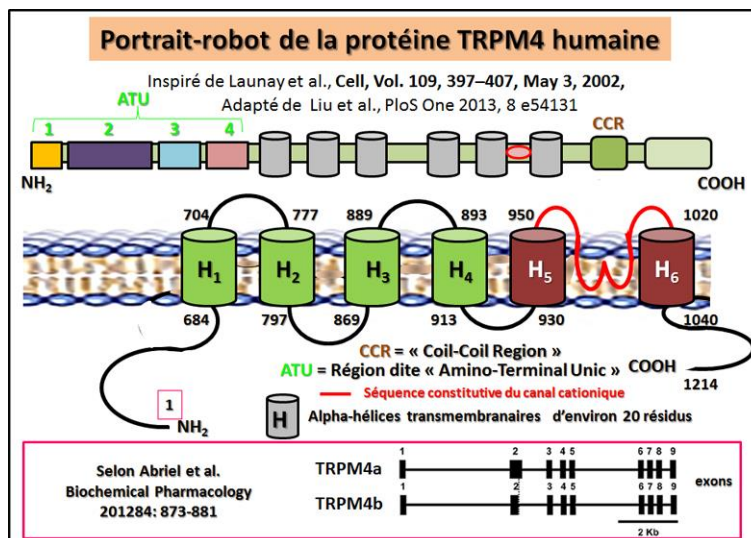 Portrait-robot de la protéine TRPM4 humaine
Inspiré de Launay et al., Cell, Vol. 109, 397–407, May 3, 2002,
Adapté de Liu et al., PloS One 2013, 8 e54131
ATU
1 2 3 4
CCR
NH2
COOH
704 777 889 893 950 1020
H1 H2 H3 H4 H5 H6
684 797 869 913 930 1040
CCR = « Coil-Coil Region »
ATU = Région dite « Amino-Terminal Unic »
COOH
1214
Séquence constitutive du canal cationique
1
NH2
H Alpha-hélices transmembranaires d'environ 20 résidus
Selon Abriel et al.
Biochemical Pharmacology
201284: 873-881
1 2 3 4 5 6 7 8 9
TRPM4a
1 2 3 4 5 6 7 8 9
TRPM4b
exons
2 Kb